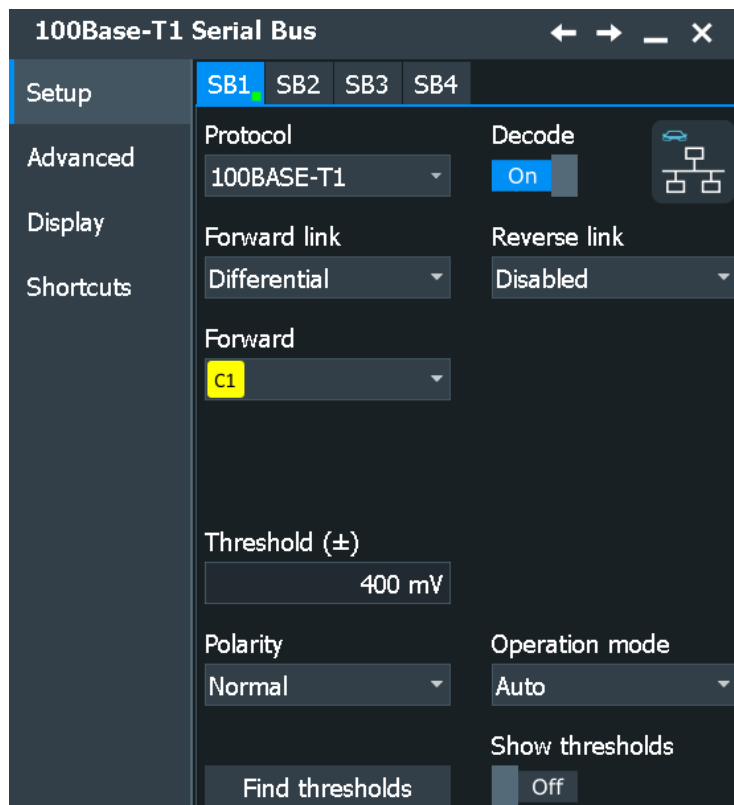 100Base-T1 Serial Bus
Setup
Advanced
Display
Shortcuts
SB1 SB2 SB3 SB4
Protocol Decode
100BASE-T1 On
Forward link Reverse link
Differential Disabled
Forward
C1
Threshold (±)
400 mV
Polarity Operation mode
Normal Auto
Show thresholds
Find thresholds Off